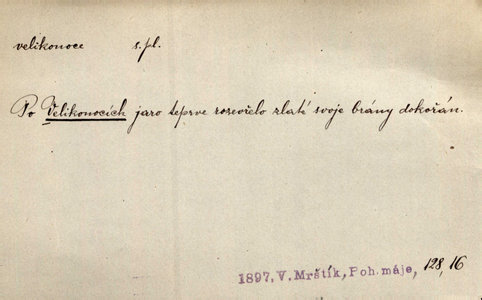 velikonoce s. pl.
Po Velikonocích jaro teprve rozevřelo zlaté svoje brány dokořán.
1897, V. Mrštík, Poh. máje, 128, 16